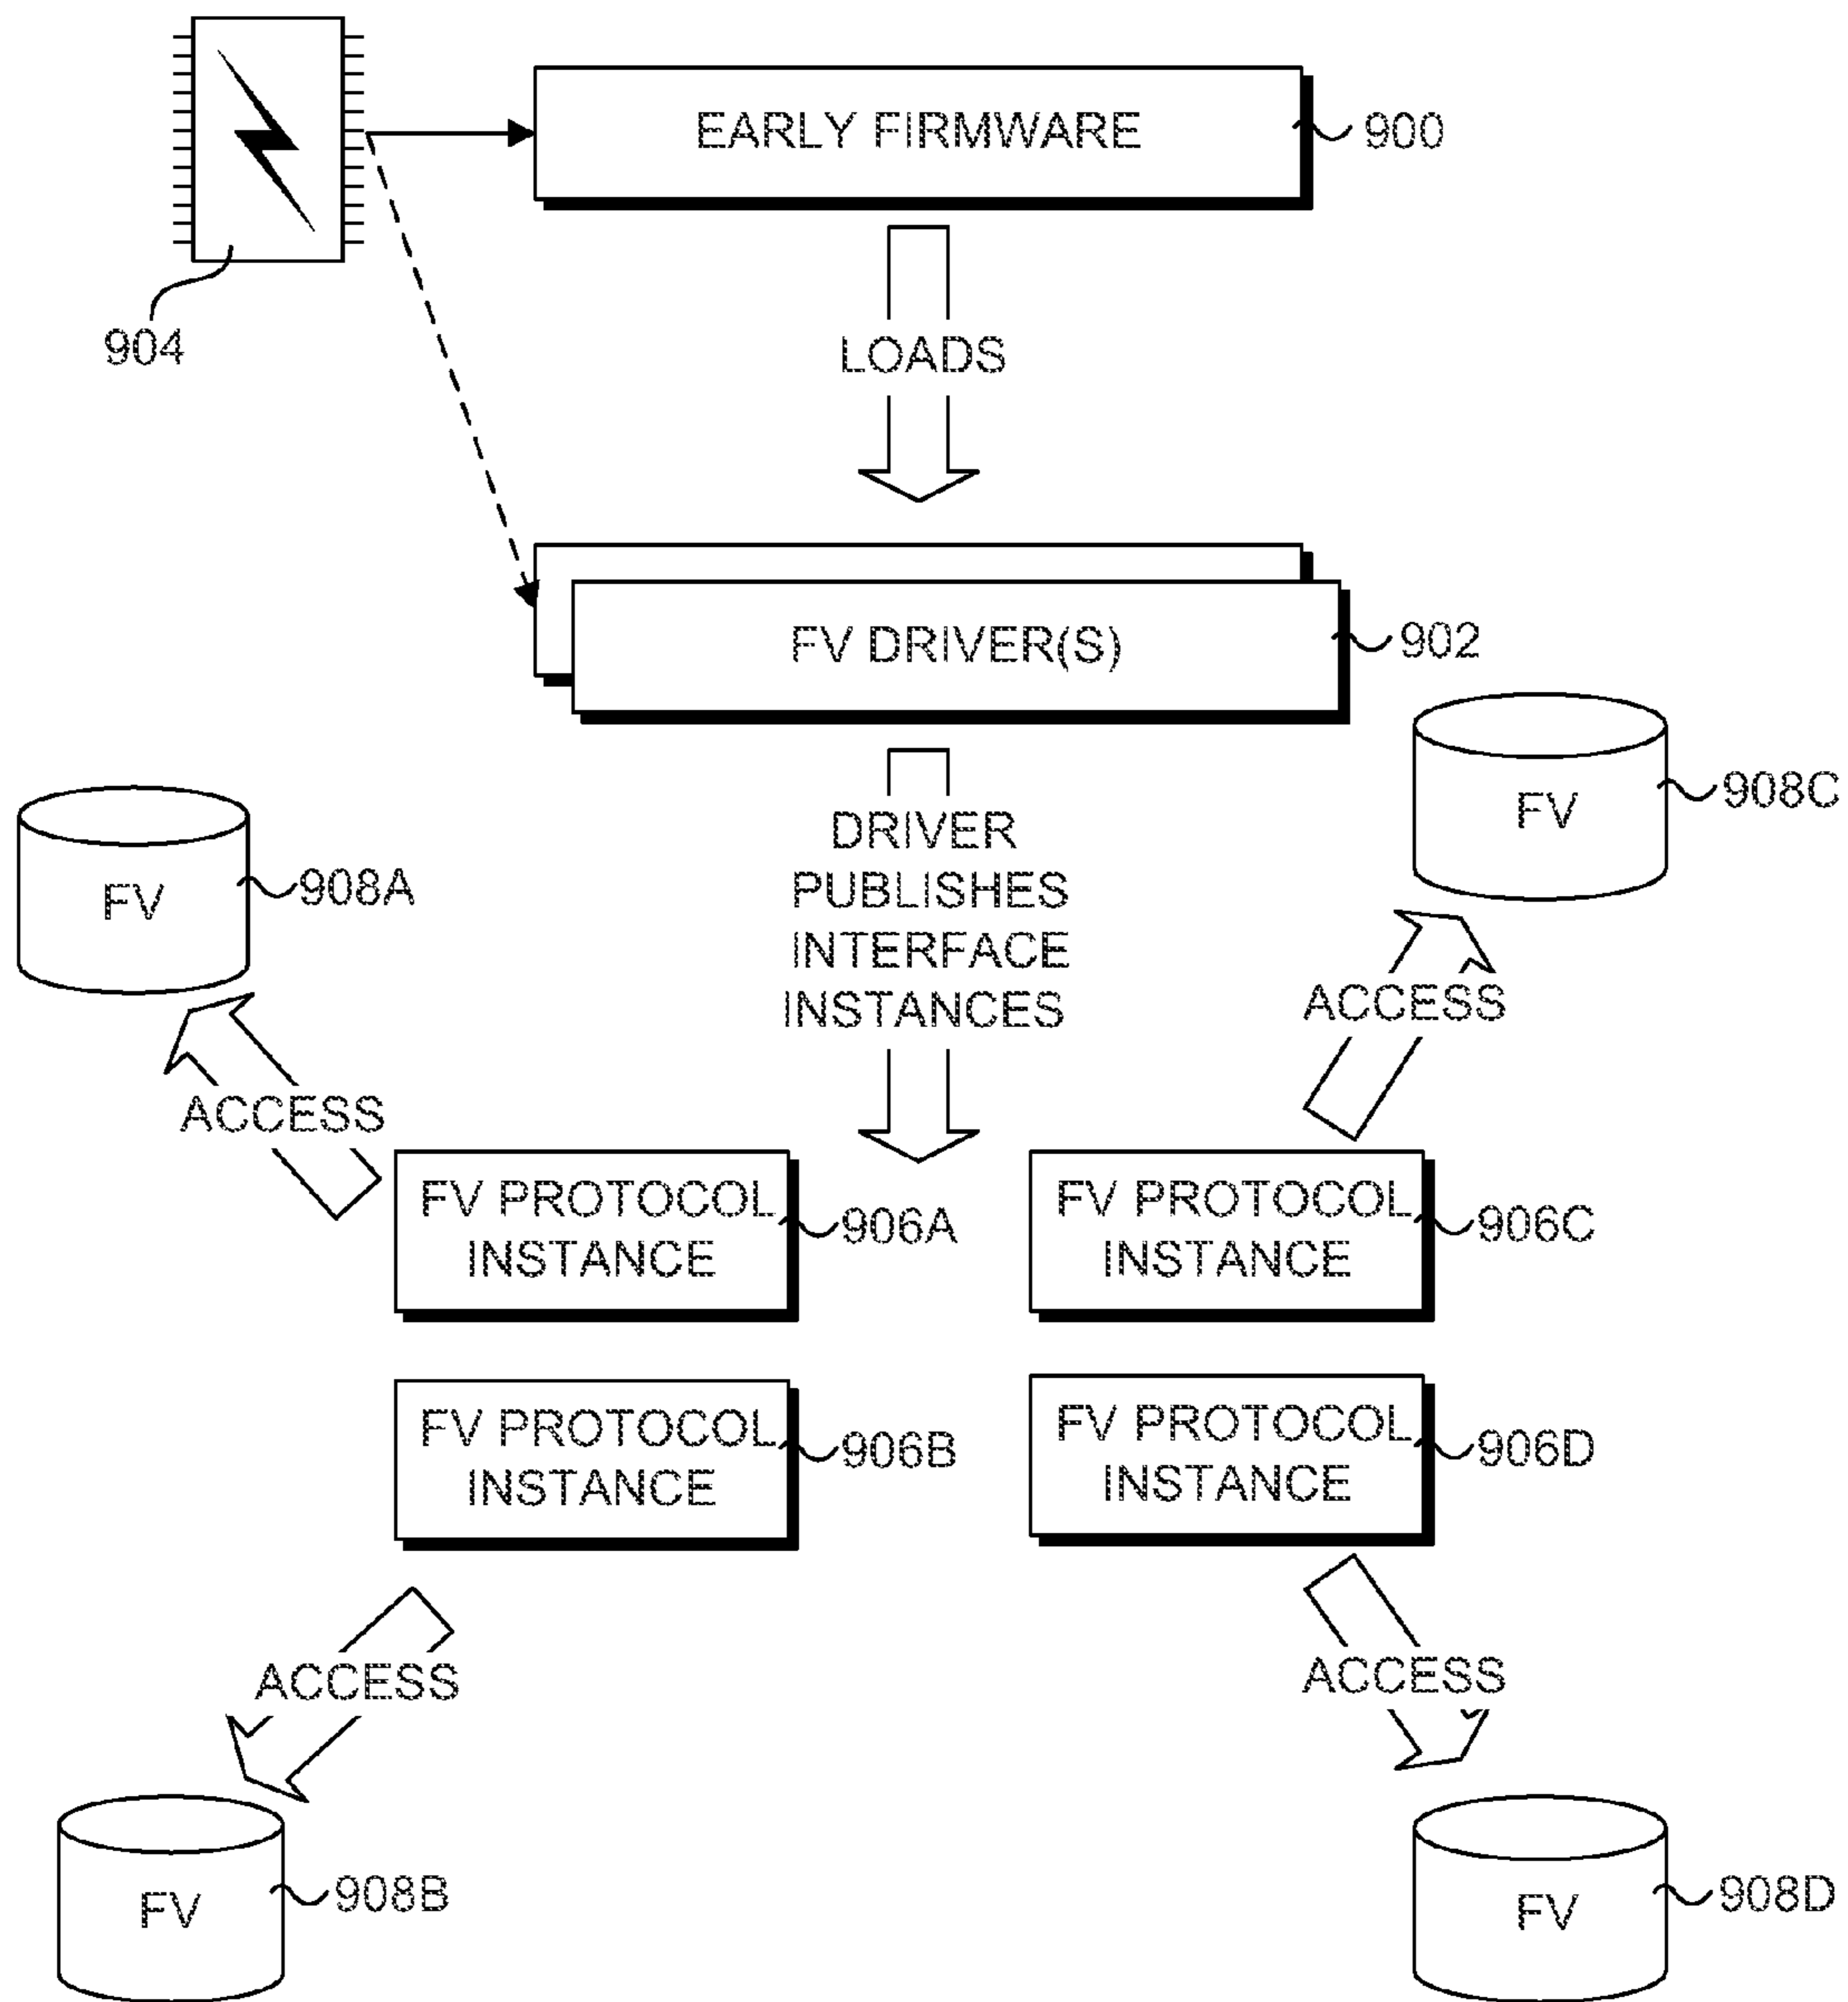 EARLY FIRMWARE
900
904
LOADS
FV DRIVER(S)
902
FV
908C
FV
908A
DRIVER
PUBLISHES
INTERFACE
INSTANCES
ACCESS
ACCESS
FV PROTOCOL
INSTANCE
906A
FV PROTOCOL
INSTANCE
906C
FV PROTOCOL
INSTANCE
906B
FV PROTOCOL
INSTANCE
906D
ACCESS
ACCESS
FV
908B
FV
908D